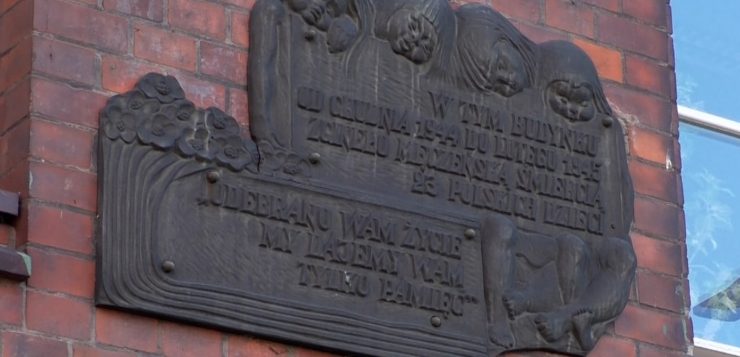 W TYM BUDYNKU
OD GRUDNIA 1944 DO LUTEGO 1945
ZGINĘŁO MĘCZEŃSKĄ ŚMIERCIĄ
23 POLSKICH DZIECI
„ODEBRANO WAM ŻYCIE
MY DAJEMY WAM
TYLKO PAMIĘĆ”